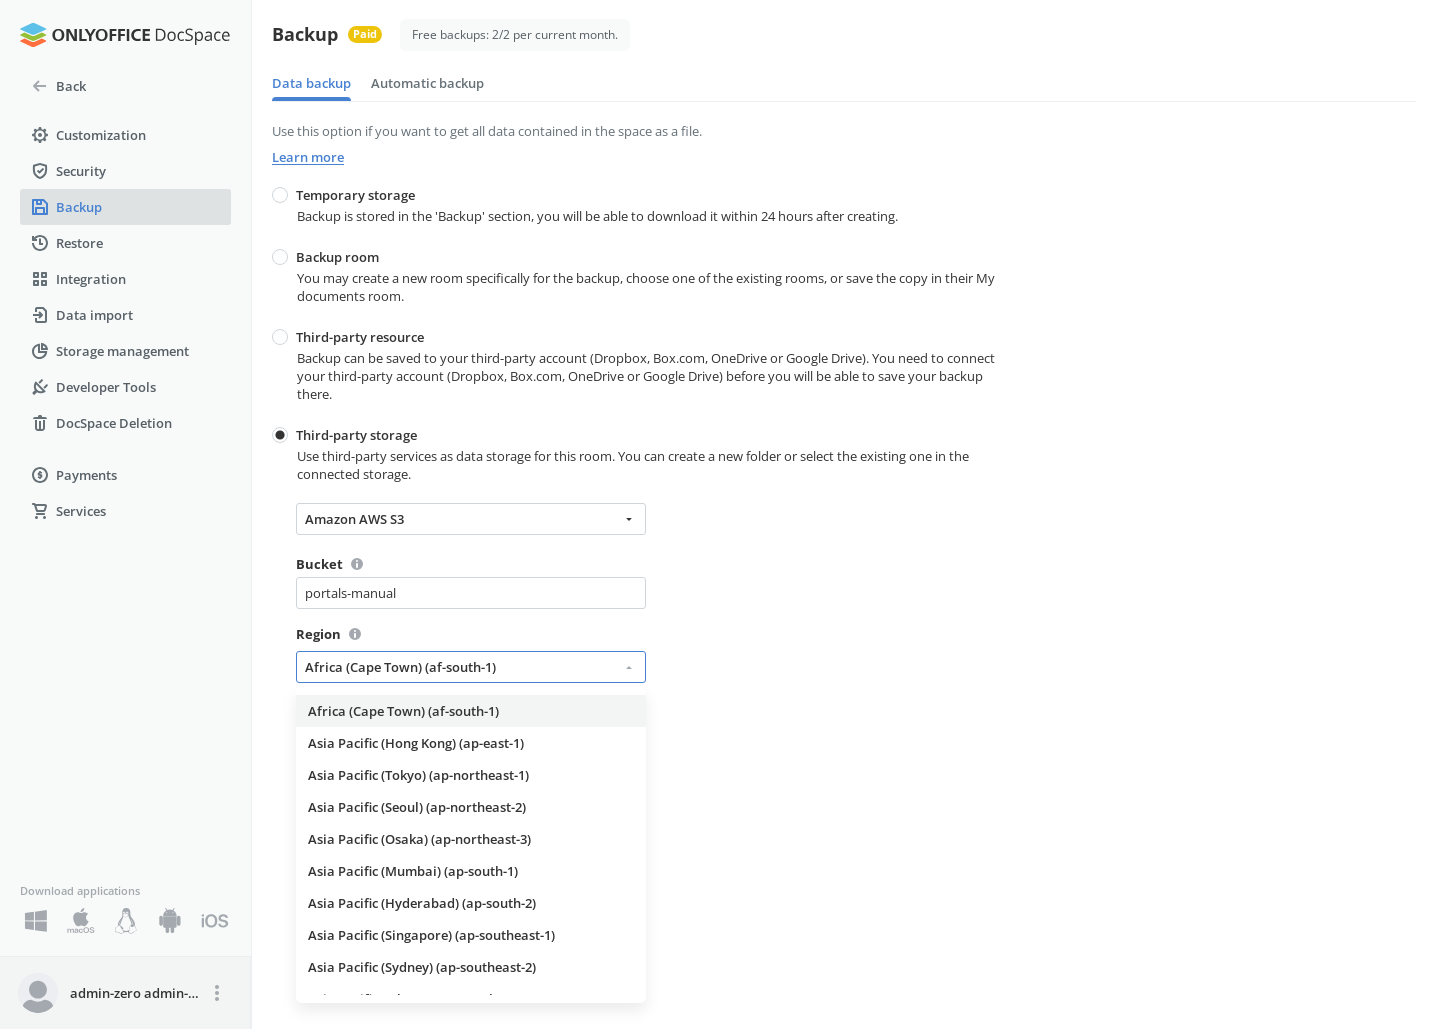 ONLYOFFICE DocSpace
Back
Customization
Security
Backup
Restore
Integration
Data import
Storage management
Developer Tools
DocSpace Deletion
Payments
Services
Download applications
macOS
iOS
admin-zero admin-...
Backup
Paid
Free backups: 2/2 per current month.
Data backup
Automatic backup
Use this option if you want to get all data contained in the space as a file.
Learn more
Temporary storage
Backup is stored in the 'Backup' section, you will be able to download it within 24 hours after creating.
Backup room
You may create a new room specifically for the backup, choose one of the existing rooms, or save the copy in their My
documents room.
Third-party resource
Backup can be saved to your third-party account (Dropbox, Box.com, OneDrive or Google Drive). You need to connect
your third-party account (Dropbox, Box.com, OneDrive or Google Drive) before you will be able to save your backup
there.
Third-party storage
Use third-party services as data storage for this room. You can create a new folder or select the existing one in the
connected storage.
Amazon AWS S3
Bucket
portals-manual
Region
Africa (Cape Town) (af-south-1)
Africa (Cape Town) (af-south-1)
Asia Pacific (Hong Kong) (ap-east-1)
Asia Pacific (Tokyo) (ap-northeast-1)
Asia Pacific (Seoul) (ap-northeast-2)
Asia Pacific (Osaka) (ap-northeast-3)
Asia Pacific (Mumbai) (ap-south-1)
Asia Pacific (Hyderabad) (ap-south-2)
Asia Pacific (Singapore) (ap-southeast-1)
Asia Pacific (Sydney) (ap-southeast-2)